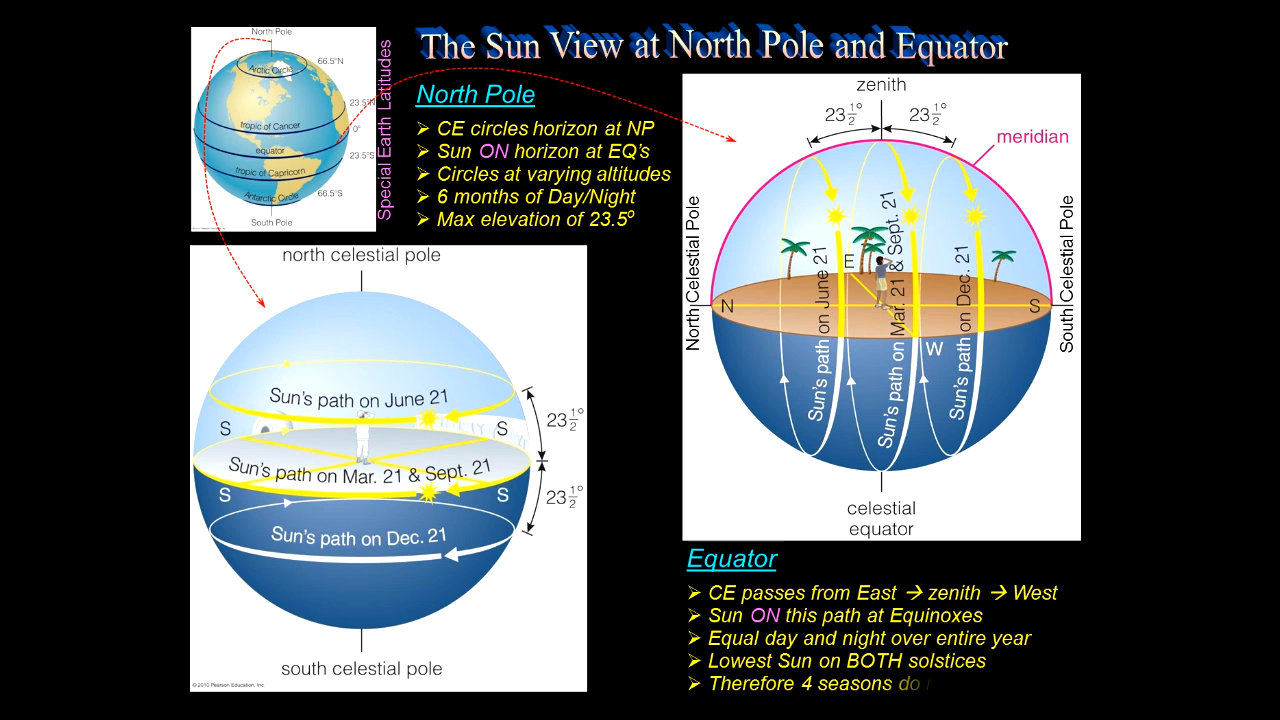 The Sun View at North Pole and Equator
North Pole
Arctic Circle
66.5°N
23.5°N
tropic of Cancer
0°
equator
23.5°S
tropic of Capricorn
Antarctic Circle
66.5°S
South Pole
Special Earth Latitudes
North Pole
➢ CE circles horizon at NP
➢ Sun ON horizon at EQ's
➢ Circles at varying altitudes
➢ 6 months of Day/Night
➢ Max elevation of 23.5º
north celestial pole
Sun's path on June 21
23 1/2°
S
S
Sun's path on Mar. 21 & Sept. 21
S
S
23 1/2°
Sun's path on Dec. 21
south celestial pole
© 2010 Pearson Education, Inc.
zenith
23 1/2°
23 1/2°
meridian
North Celestial Pole
South Celestial Pole
N
E
S
W
Sun's path on June 21
Sun's path on Mar. 21 & Sept. 21
Sun's path on Dec. 21
celestial
equator
Equator
➢ CE passes from East → zenith → West
➢ Sun ON this path at Equinoxes
➢ Equal day and night over entire year
➢ Lowest Sun on BOTH solstices
➢ Therefore 4 seasons do